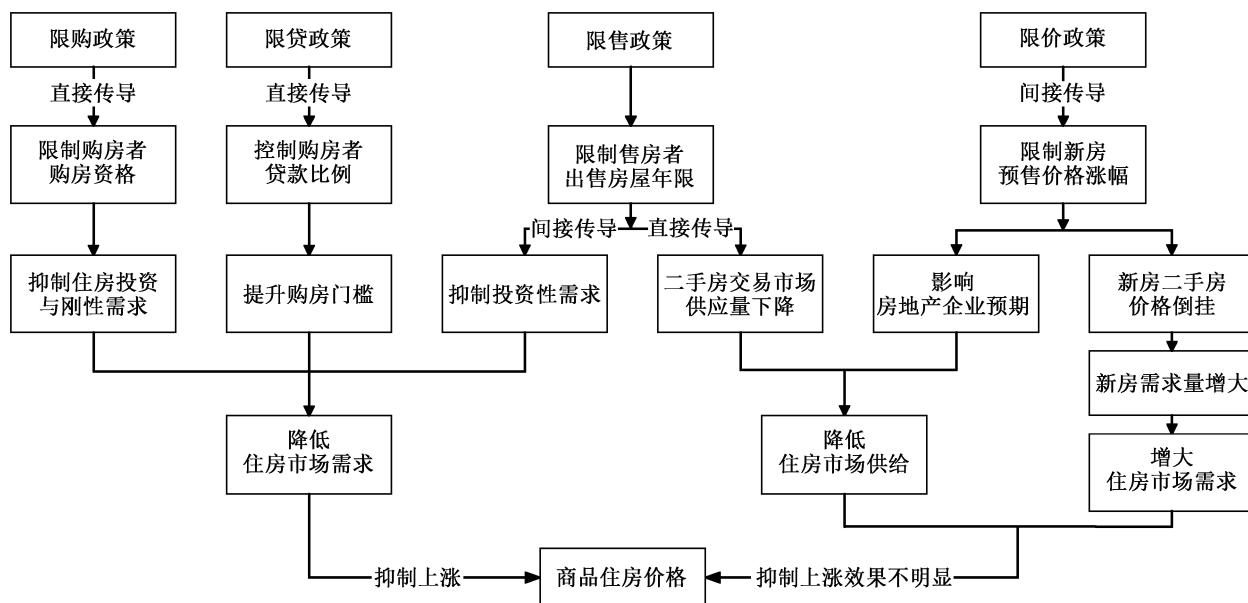 限购政策
限贷政策
限售政策
限价政策
直接传导
直接传导
间接传导
限制购房者
购房资格
控制购房者
贷款比例
限制售房者
出售房屋年限
限制新房
预售价格涨幅
间接传导
直接传导
抑制住房投资
与刚性需求
提升购房门槛
抑制投资性需求
二手房交易市场
供应量下降
影响
房地产企业预期
新房二手房
价格倒挂
新房需求量增大
降低
住房市场需求
降低
住房市场供给
增大
住房市场需求
抑制上涨
商品住房价格
抑制上涨效果不明显